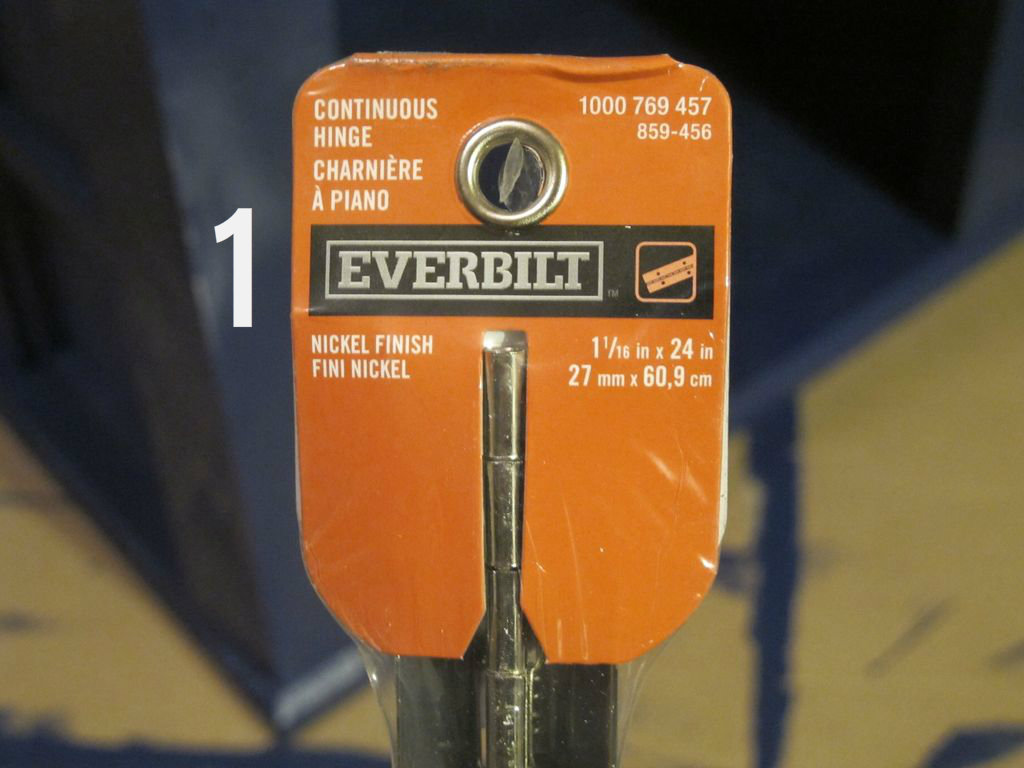 CONTINUOUS
HINGE
CHARNIÈRE
À PIANO
1000 769 457
859-456
1
EVERBILT TM
NICKEL FINISH
FINI NICKEL
1 1/16 in x 24 in
27 mm x 60,9 cm